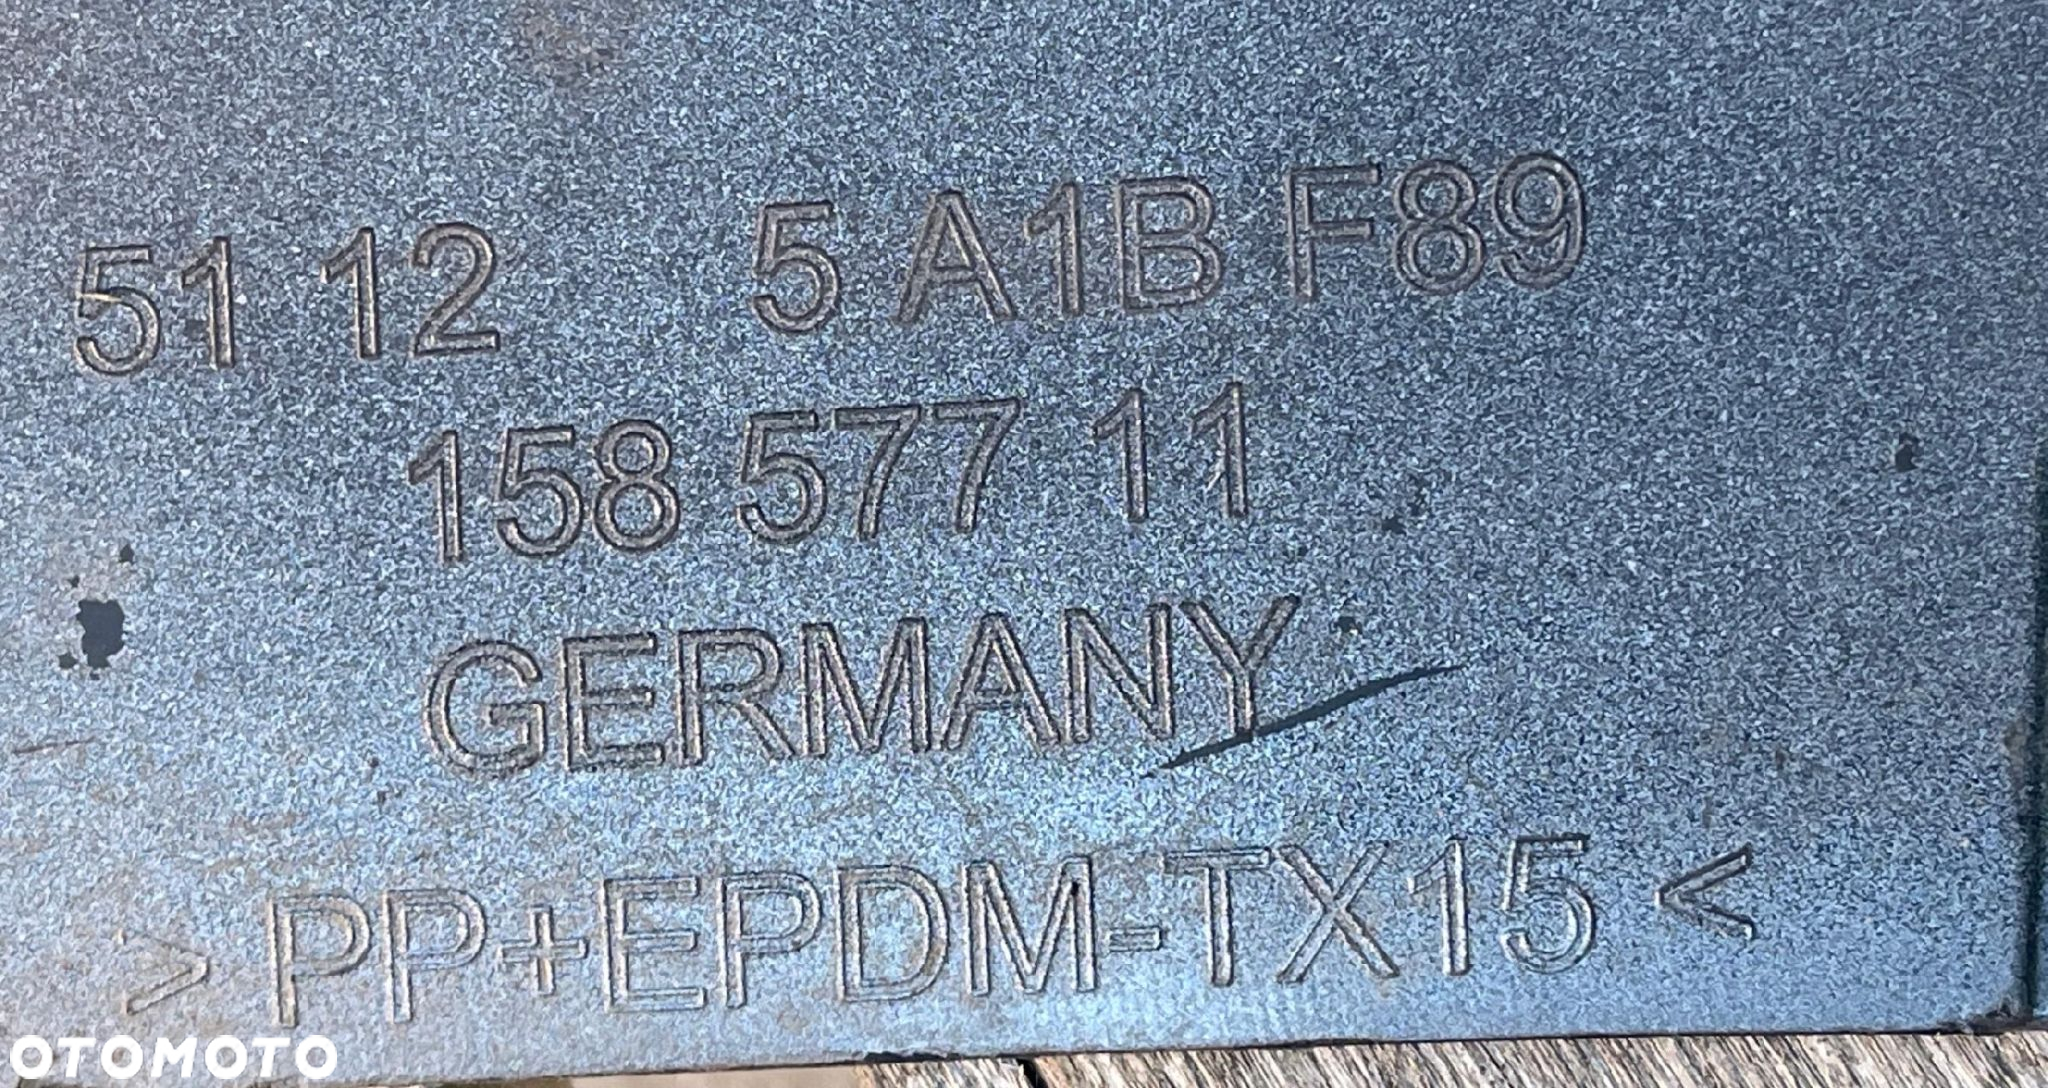 51 12 5 A1B F89
158 577 11
GERMANY
>PP+EPDM-TX15<
OTOMOTO